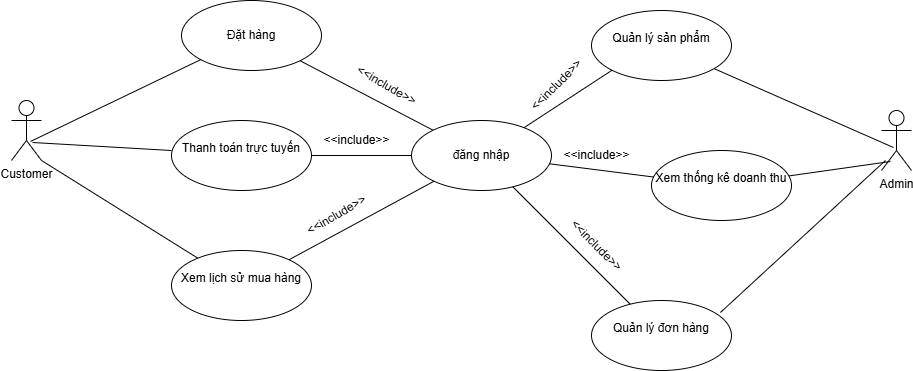 Đặt hàng
Quản lý sản phẩm
<<include>>
<<include>>
Customer
Thanh toán trực tuyến
<<include>>
đăng nhập
<<include>>
Xem thống kê doanh thu
Admin
<<include>>
<<include>>
Xem lịch sử mua hàng
Quản lý đơn hàng